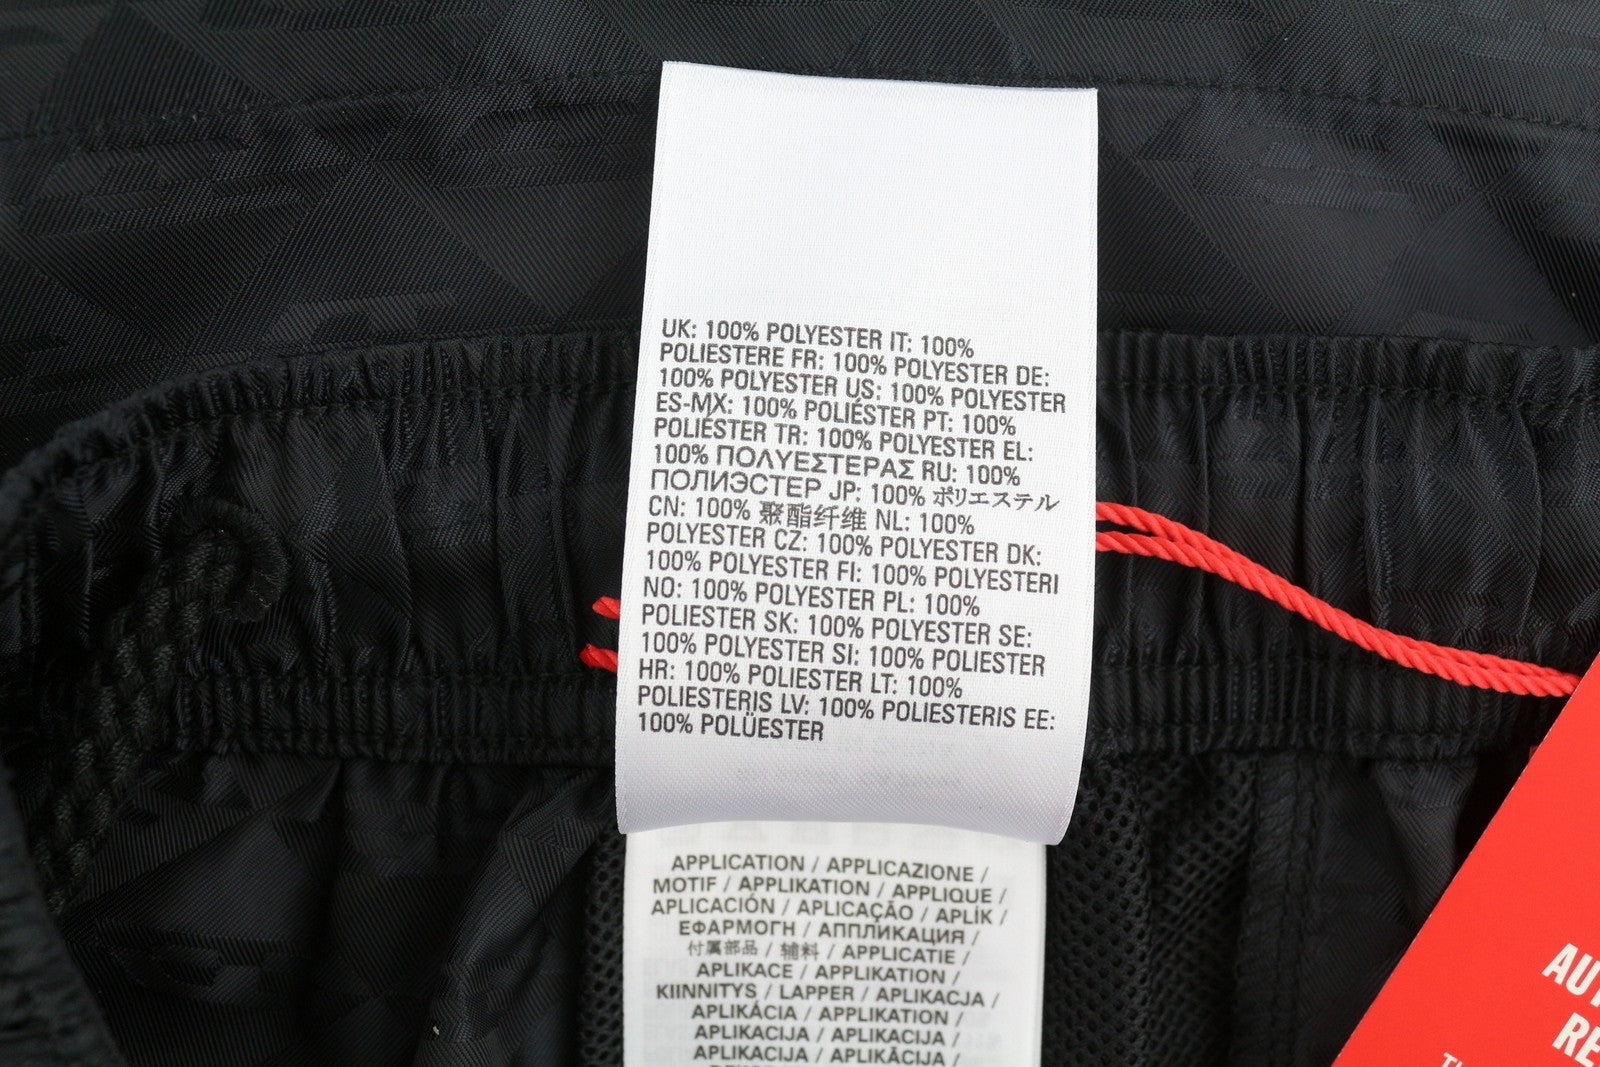 UK: 100% POLYESTER IT: 100%
POLIESTERE FR: 100% POLYESTER DE:
100% POLYESTER US: 100% POLYESTER
ES-MX: 100% POLIÉSTER PT: 100%
POLIÉSTER TR: 100% POLYESTER EL:
100% ΠΟΛΥΕΣΤΕΡΑΣ RU: 100%
ПОЛИЭСТЕР JP: 100% ポリエステル
CN: 100% 聚酯纤维 NL: 100%
POLYESTER CZ: 100% POLYESTER DK:
100% POLYESTER FI: 100% POLYESTERI
NO: 100% POLYESTER PL: 100%
POLIESTER SK: 100% POLYESTER SE:
100% POLYESTER SI: 100% POLIESTER
HR: 100% POLIESTER LT: 100%
POLIESTERIS LV: 100% POLIESTERIS EE:
100% POLÜESTER
APPLICATION / APPLICAZIONE /
MOTIF / APPLIKATION / APPLIQUE /
APLICACIÓN / APLICAÇÃO / APLİK /
ΕΦΑΡΜΟΓΗ / АППЛИКАЦИЯ /
付属部品 / 辅料 / APPLICATIE /
APLIKACE / APPLIKATION /
KIINNITYS / LAPPER / APLIKACJA /
APLIKÁCIA / APPLIKATION /
APLIKACIJA / APLIKACIJA /
APLIKACIJA / APLIKĀCIJA /
AU
RE